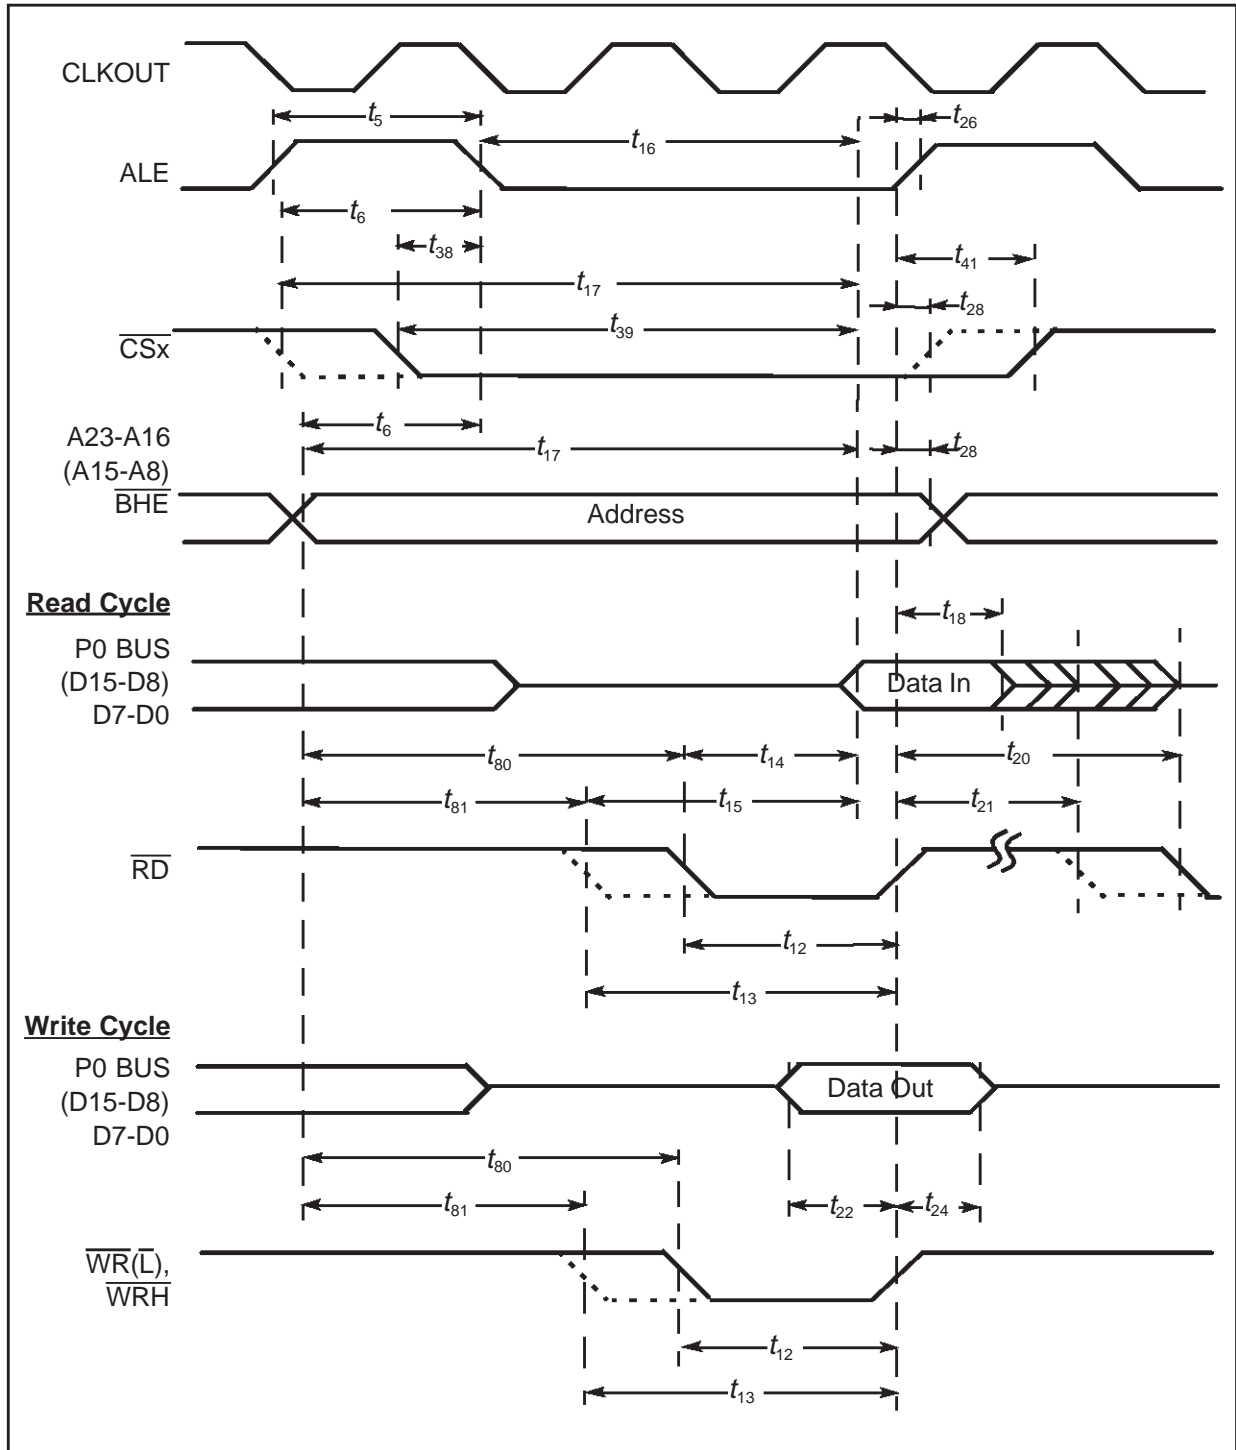 CLKOUT
t5
t26
t16
ALE
t6
t38
t41
t17
t28
t39
CSx
t6
A23-A16
t17
t28
(A15-A8)
BHE
Address
Read Cycle
t18
P0 BUS
(D15-D8)
Data In
D7-D0
t80
t14
t20
t81
t15
t21
RD
t12
t13
Write Cycle
P0 BUS
(D15-D8)
Data Out
D7-D0
t80
t81
t22
t24
WR(L),
WRH
t12
t13